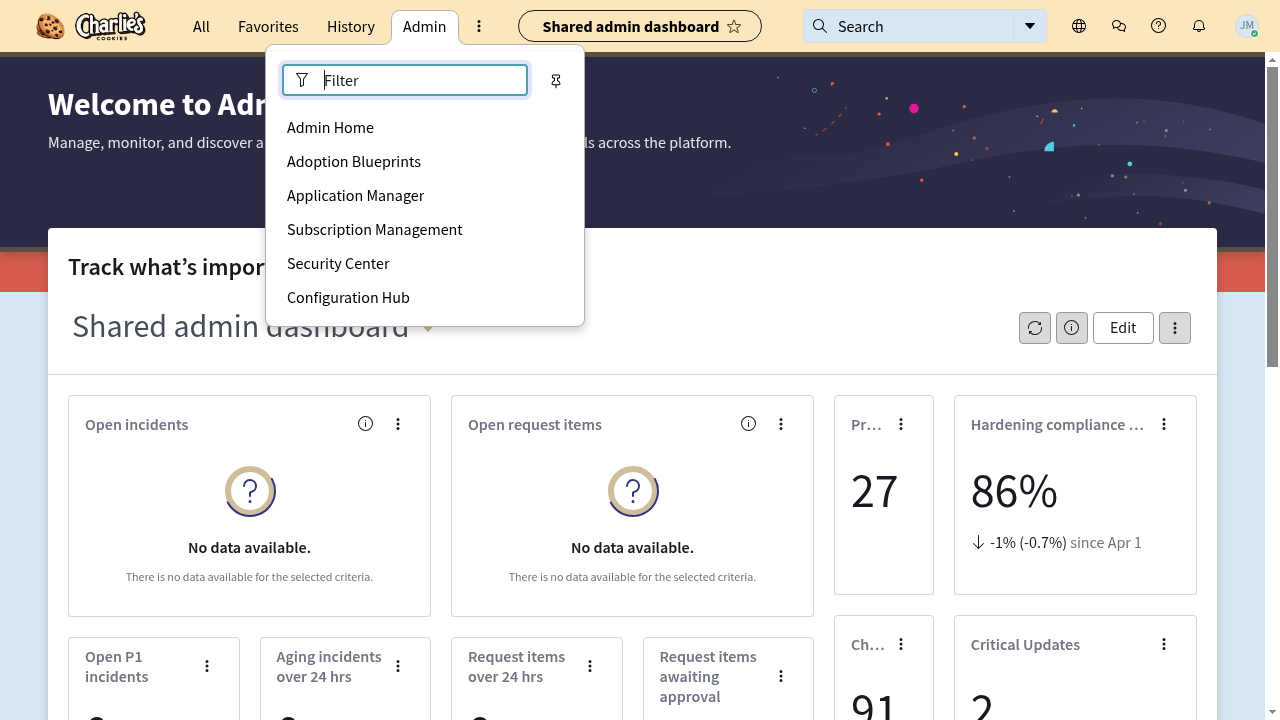 Charlie's
COOKIES
All
Favorites
History
Admin
Shared admin dashboard
Search
JM
Filter
Admin Home
Adoption Blueprints
Application Manager
Subscription Management
Security Center
Configuration Hub
Welcome to Adm
Manage, monitor, and discover a
ls across the platform.
Track what's impor
Shared admin dashboard
Edit
Open incidents
No data available.
There is no data available for the selected criteria.
Open request items
No data available.
There is no data available for the selected criteria.
Pr…
27
Hardening compliance …
86%
-1% (-0.7%) since Apr 1
Open P1
incidents
Aging incidents
over 24 hrs
Request items
over 24 hrs
Request items
awaiting
approval
Ch…
91
Critical Updates
2